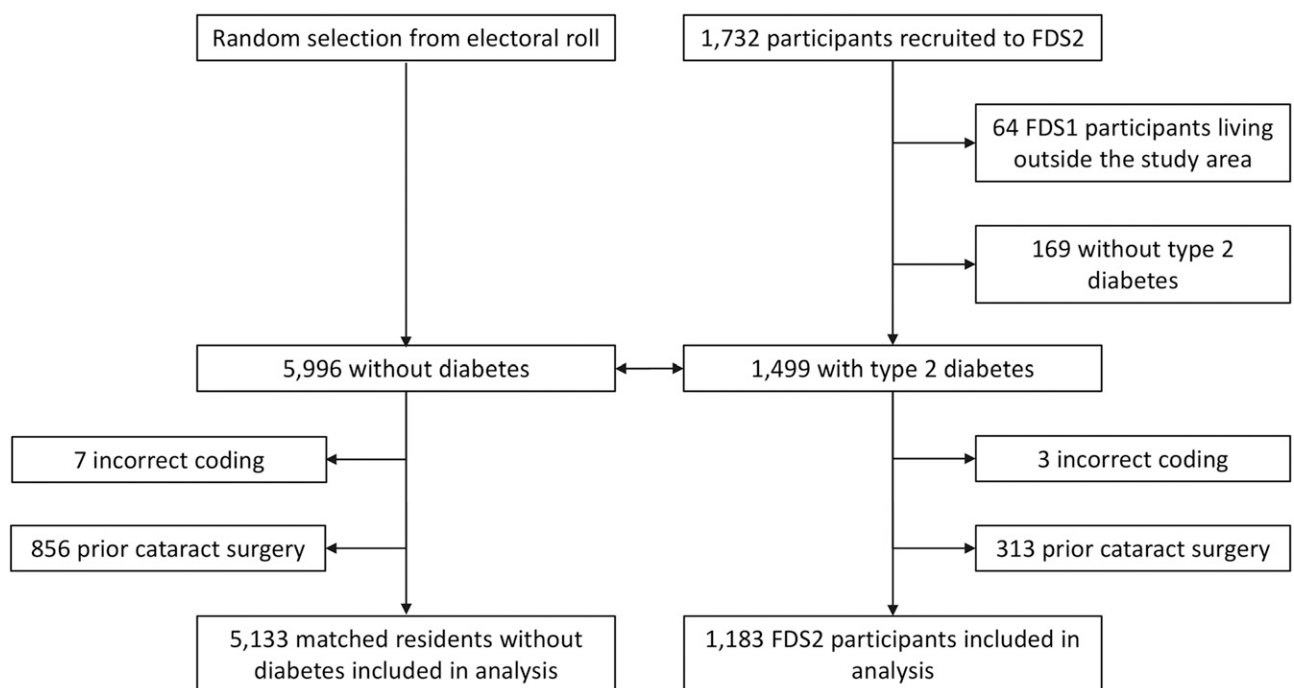 Random selection from electoral roll
1,732 participants recruited to FDS2
64 FDS1 participants living
outside the study area
169 without type 2
diabetes
5,996 without diabetes
1,499 with type 2 diabetes
7 incorrect coding
3 incorrect coding
856 prior cataract surgery
313 prior cataract surgery
5,133 matched residents without
diabetes included in analysis
1,183 FDS2 participants included in
analysis